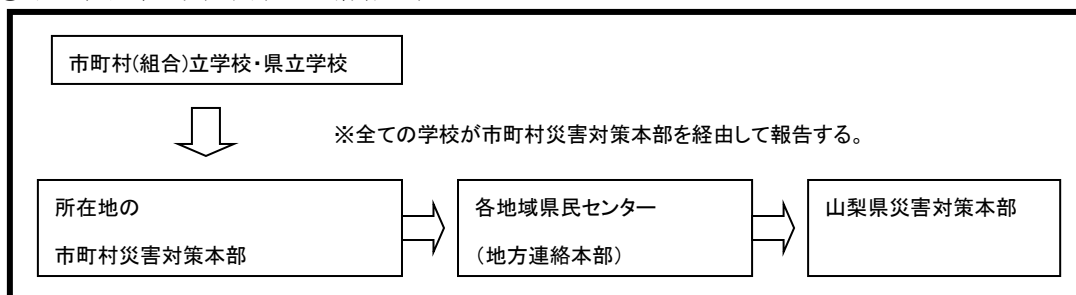 市町村(組合)立学校・県立学校
※全ての学校が市町村災害対策本部を経由して報告する。
所在地の
市町村災害対策本部
各地域県民センター
(地方連絡本部)
山梨県災害対策本部